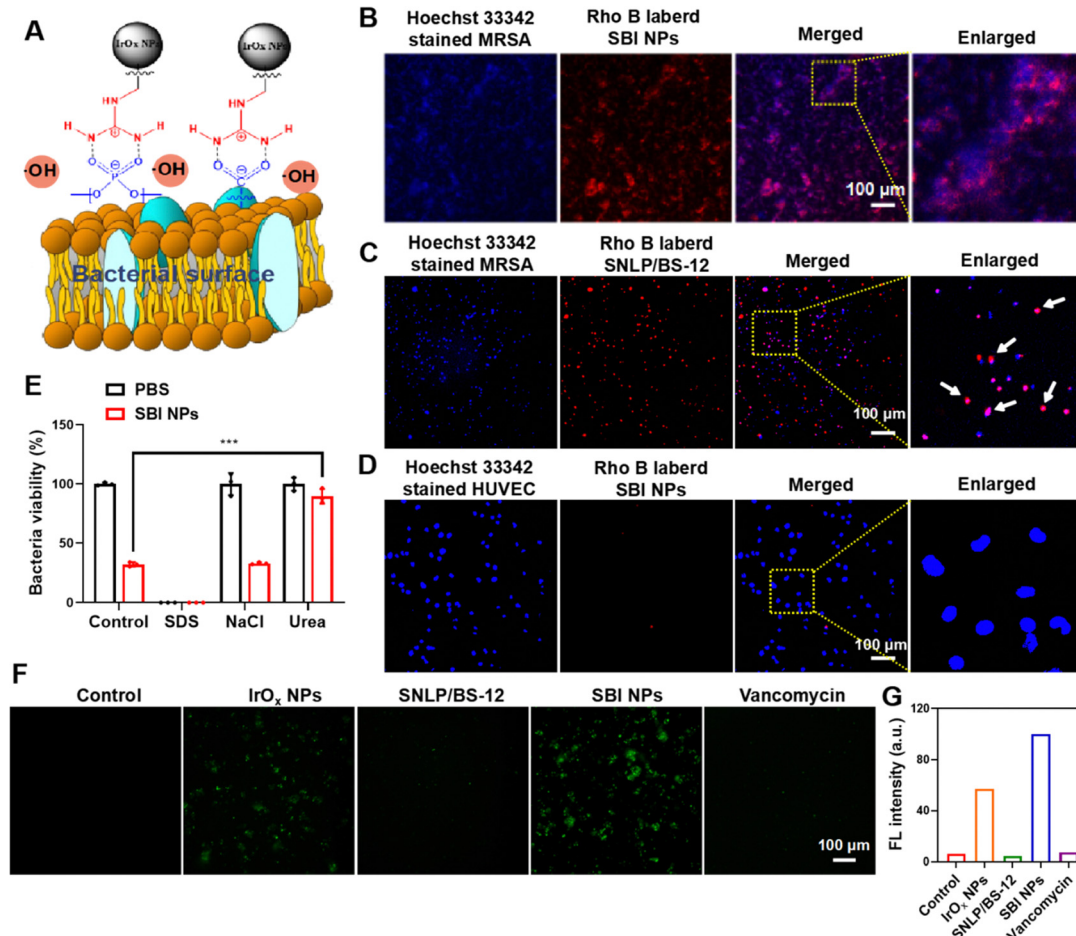 A
IrOx NPs
IrOx NPs
HN
HN
H
N
N
H
H
N
N
H
O
O
O
O
·OH
P
·OH
C
·OH
O
O
Bacterial surface
B
Hoechst 33342
stained MRSA
Rho B laberd
SBI NPs
Merged
Enlarged
100 µm
C
Hoechst 33342
stained MRSA
Rho B laberd
SNLP/BS-12
Merged
Enlarged
100 µm
D
Hoechst 33342
stained HUVEC
Rho B laberd
SBI NPs
Merged
Enlarged
100 µm
E
PBS
SBI NPs
***
Bacteria viability (%)
150
100
50
0
Control
SDS
NaCl
Urea
F
Control
IrOx NPs
SNLP/BS-12
SBI NPs
Vancomycin
100 µm
G
FL intensity (a.u.)
120
80
40
0
Control
IrOx NPs
SNLP/BS-12
SBI NPs
Vancomycin